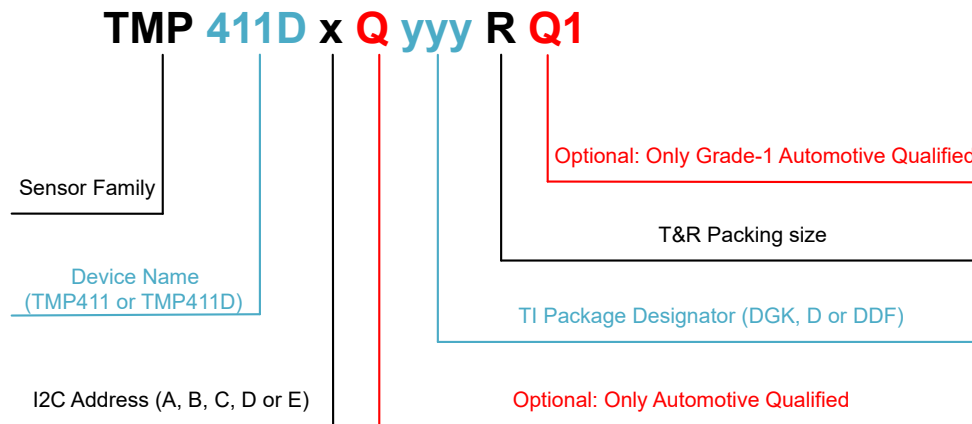 TMP 411D x Q yyy R Q1
Optional: Only Grade-1 Automotive Qualified
Sensor Family
T&R Packing size
Device Name
(TMP411 or TMP411D)
TI Package Designator (DGK, D or DDF)
I2C Address (A, B, C, D or E)
Optional: Only Automotive Qualified